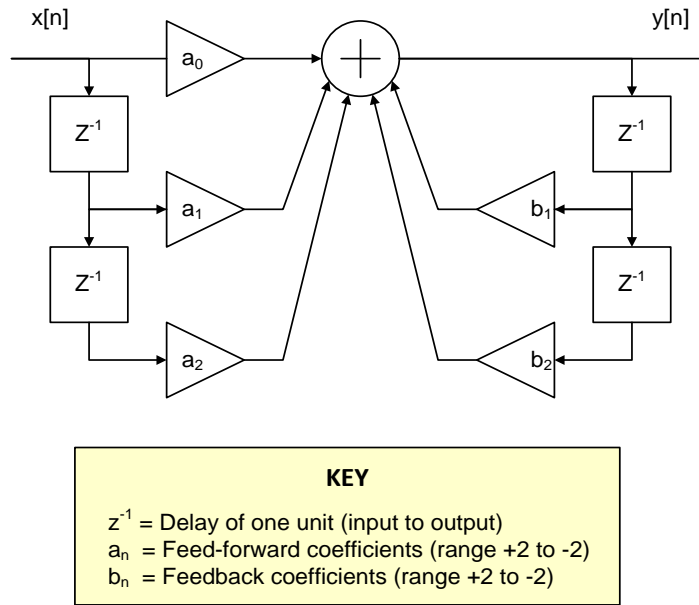 x[n] y[n]
a₀
Z⁻¹ Z⁻¹
a₁ b₁
Z⁻¹ Z⁻¹
a₂ b₂
KEY
z⁻¹ = Delay of one unit (input to output)
aₙ = Feed-forward coefficients (range +2 to -2)
bₙ = Feedback coefficients (range +2 to -2)